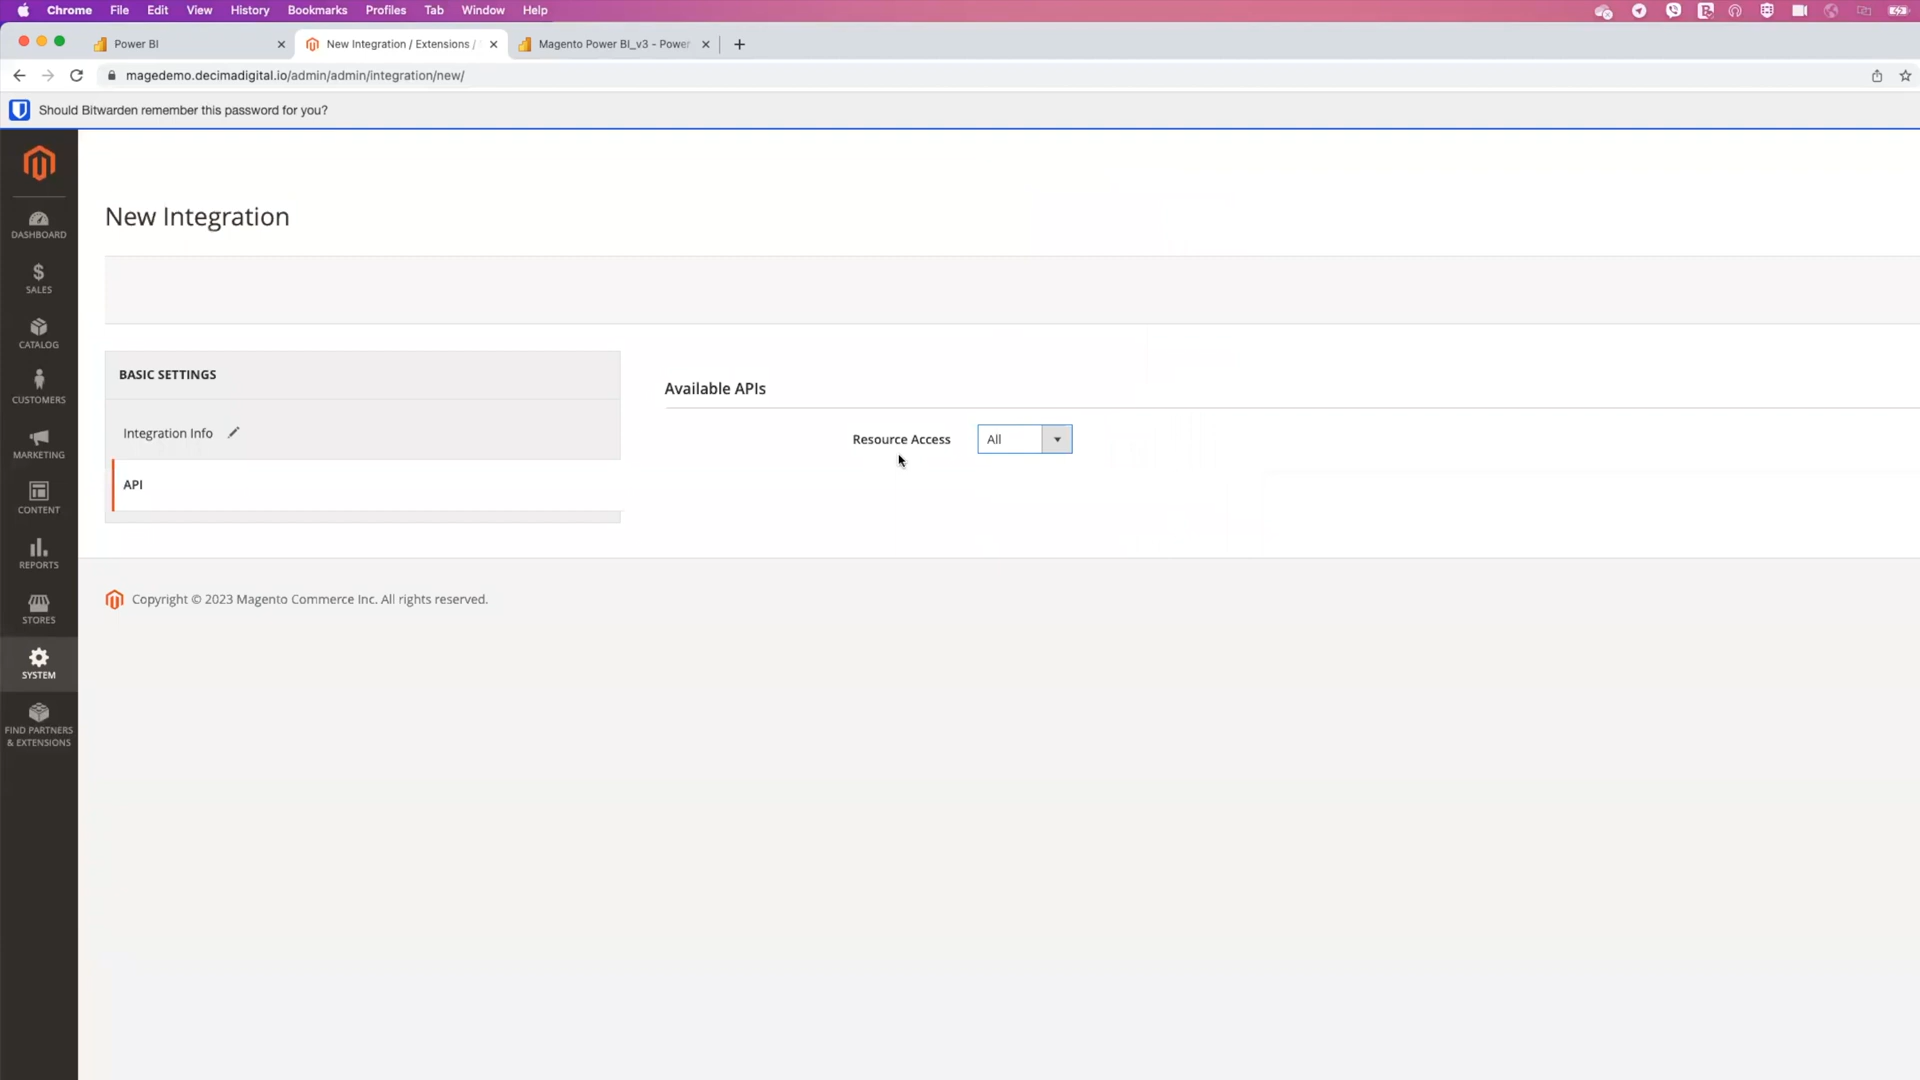 Chrome File Edit View History Bookmarks Profiles Tab Window Help
Power BI
New Integration / Extensions /
Magento Power BI_v3 - Power
magedemo.decimadigital.io/admin/admin/integration/new/
Should Bitwarden remember this password for you?
New Integration
DASHBOARD
SALES
CATALOG
CUSTOMERS
MARKETING
CONTENT
REPORTS
STORES
SYSTEM
FIND PARTNERS
& EXTENSIONS
BASIC SETTINGS
Integration Info
API
Available APIs
Resource Access All
Copyright © 2023 Magento Commerce Inc. All rights reserved.